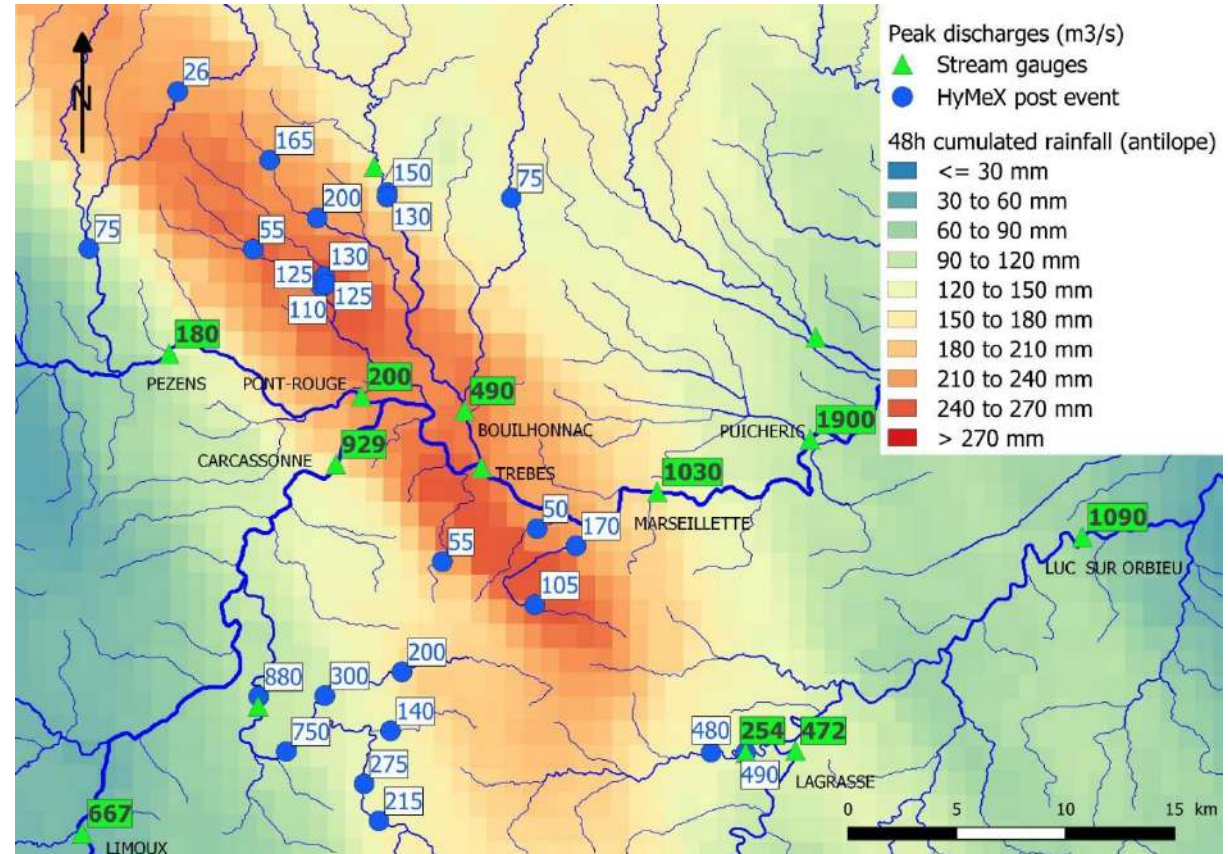 Peak discharges (m3/s)
Stream gauges
HyMeX post event
48h cumulated rainfall (antilope)
<= 30 mm
30 to 60 mm
60 to 90 mm
90 to 120 mm
120 to 150 mm
150 to 180 mm
180 to 210 mm
210 to 240 mm
240 to 270 mm
> 270 mm
N
26
165
150
200
130
75
75
55
130
125
125
110
180
PEZENS
PONT-ROUGE
200
490
BOUILHONNAC
PUICHERIC
1900
CARCASSONNE
929
TREBES
1030
MARSEILLETTE
50
170
55
105
1090
LUC SUR ORBIEU
200
880
300
140
750
480
254
472
490
LAGRASSE
275
215
667
LIMOUX
0 5 10 15 km